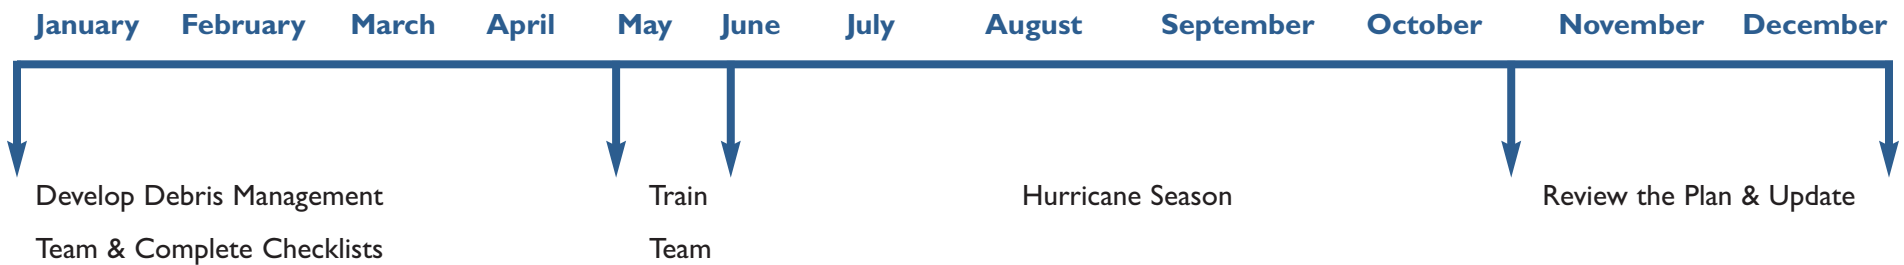 January February March April May June July August September October November December
Develop Debris Management Train Hurricane Season Review the Plan & Update
Team & Complete Checklists Team